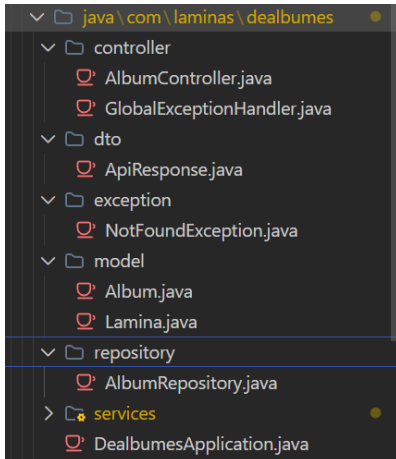 java\com\laminas\dealbumes
controller
AlbumController.java
GlobalExceptionHandler.java
dto
ApiResponse.java
exception
NotFoundException.java
model
Album.java
Lamina.java
repository
AlbumRepository.java
services
DealbumesApplication.java